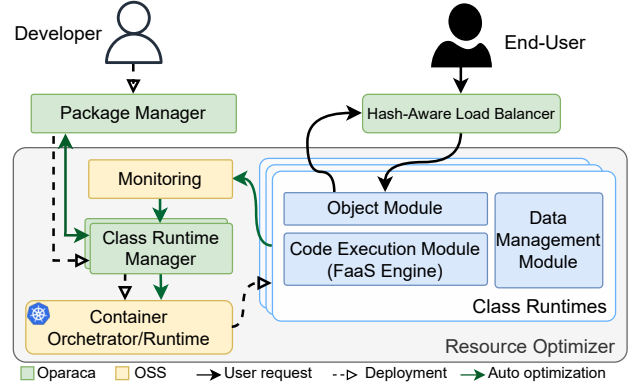 Developer
End-User
Package Manager
Hash-Aware Load Balancer
Monitoring
Object Module
Data
Management
Module
Class Runtime
Manager
Code Execution Module
(FaaS Engine)
Class Runtimes
Container
Orchetrator/Runtime
Resource Optimizer
Oparaca
OSS
User request
Deployment
Auto optimization